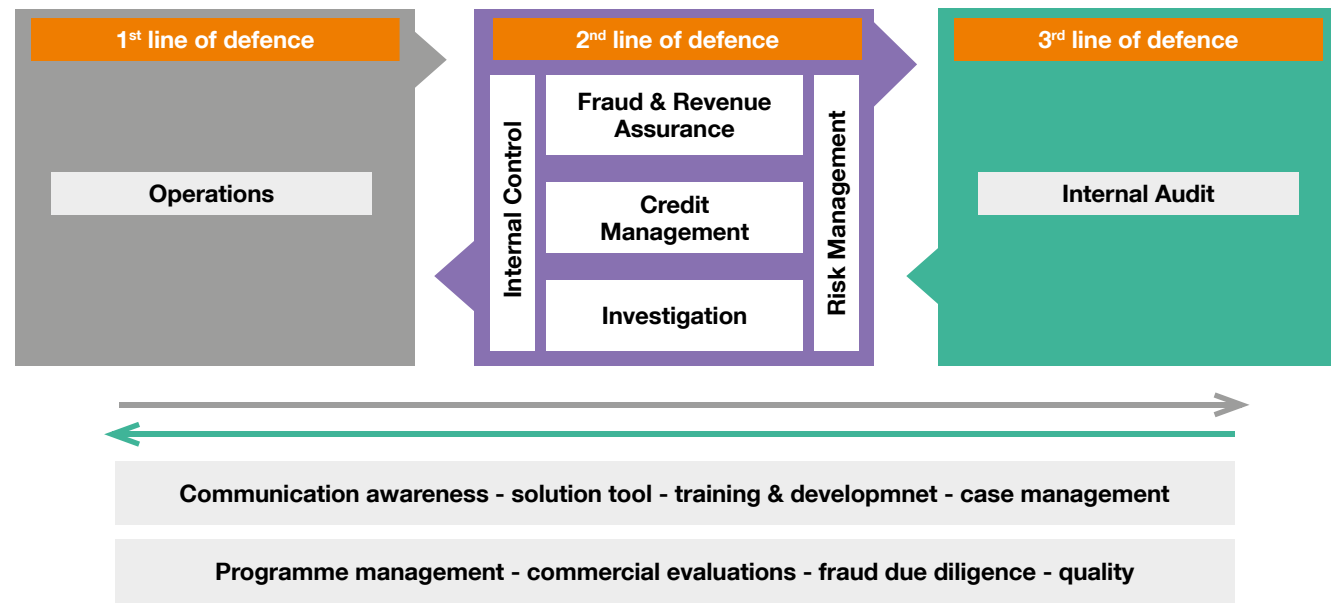 1st line of defence
2nd line of defence
3rd line of defence
Operations
Internal Control
Fraud & Revenue
Assurance
Credit
Management
Investigation
Risk Management
Internal Audit
Communication awareness - solution tool - training & developmnet - case management
Programme management - commercial evaluations - fraud due diligence - quality